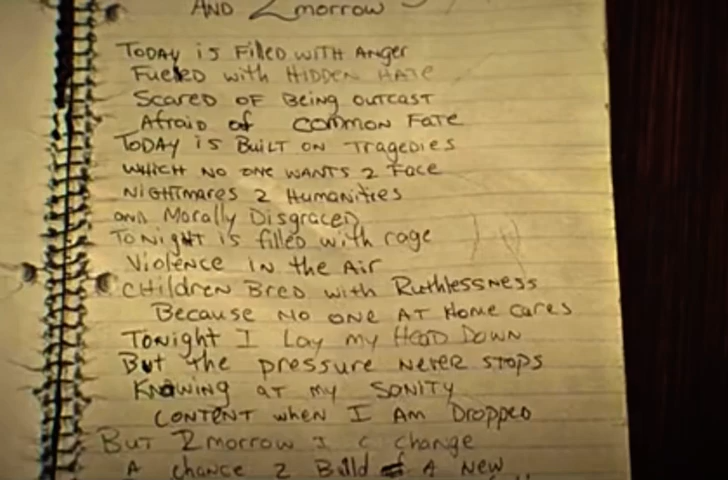 AND 2morrow
TODAY is Filled WITH ANger
Fueled with HIDDEN HATE
Scared OF Being OUTCAST
AfraiD of COMMON FATE
TODAY is Built ON Tragedies
WHICH NO ONE WANTS 2 FACE
NIGHTMARES 2 Humanities
and Morally DisgraceD
TONIGHT is filled with rage
Violence IN the Air
CHildren Bred with Ruthlessness
Because NO ONE AT Home cares
Tonight I Lay my HEAD Down
But the pressure Never STOPS
KNawing at my SANITY
CONTENT when I Am Dropped
But 2morrow I c change
A chance 2 Build A New